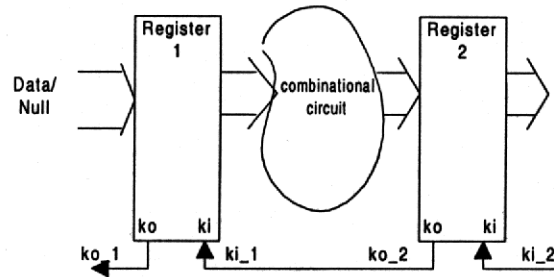 Register
1
Register
2
Data/
Null
combinational
circuit
ko ki
ko ki
ko_1 ki_1 ko_2 ki_2